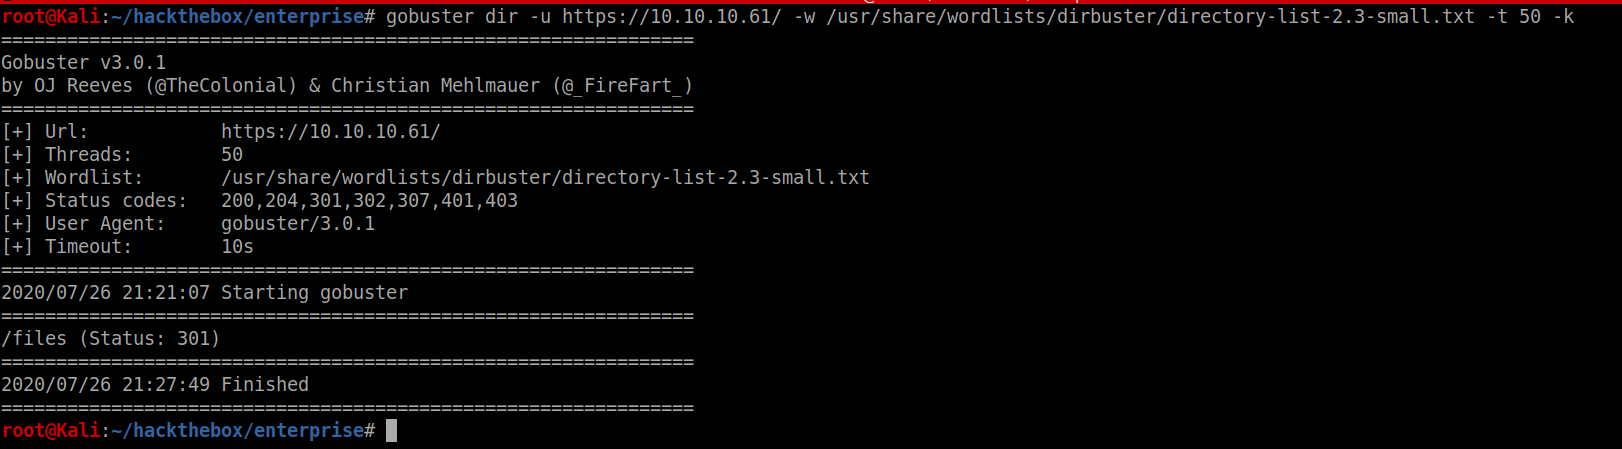 root@Kali:~/hackthebox/enterprise# gobuster dir -u https://10.10.10.61/ -w /usr/share/wordlists/dirbuster/directory-list-2.3-small.txt -t 50 -k
===============================================================
Gobuster v3.0.1
by OJ Reeves (@TheColonial) & Christian Mehlmauer (@_FireFart_)
===============================================================
[+] Url:            https://10.10.10.61/
[+] Threads:        50
[+] Wordlist:       /usr/share/wordlists/dirbuster/directory-list-2.3-small.txt
[+] Status codes:   200,204,301,302,307,401,403
[+] User Agent:     gobuster/3.0.1
[+] Timeout:        10s
===============================================================
2020/07/26 21:21:07 Starting gobuster
===============================================================
/files (Status: 301)
===============================================================
2020/07/26 21:27:49 Finished
===============================================================
root@Kali:~/hackthebox/enterprise#